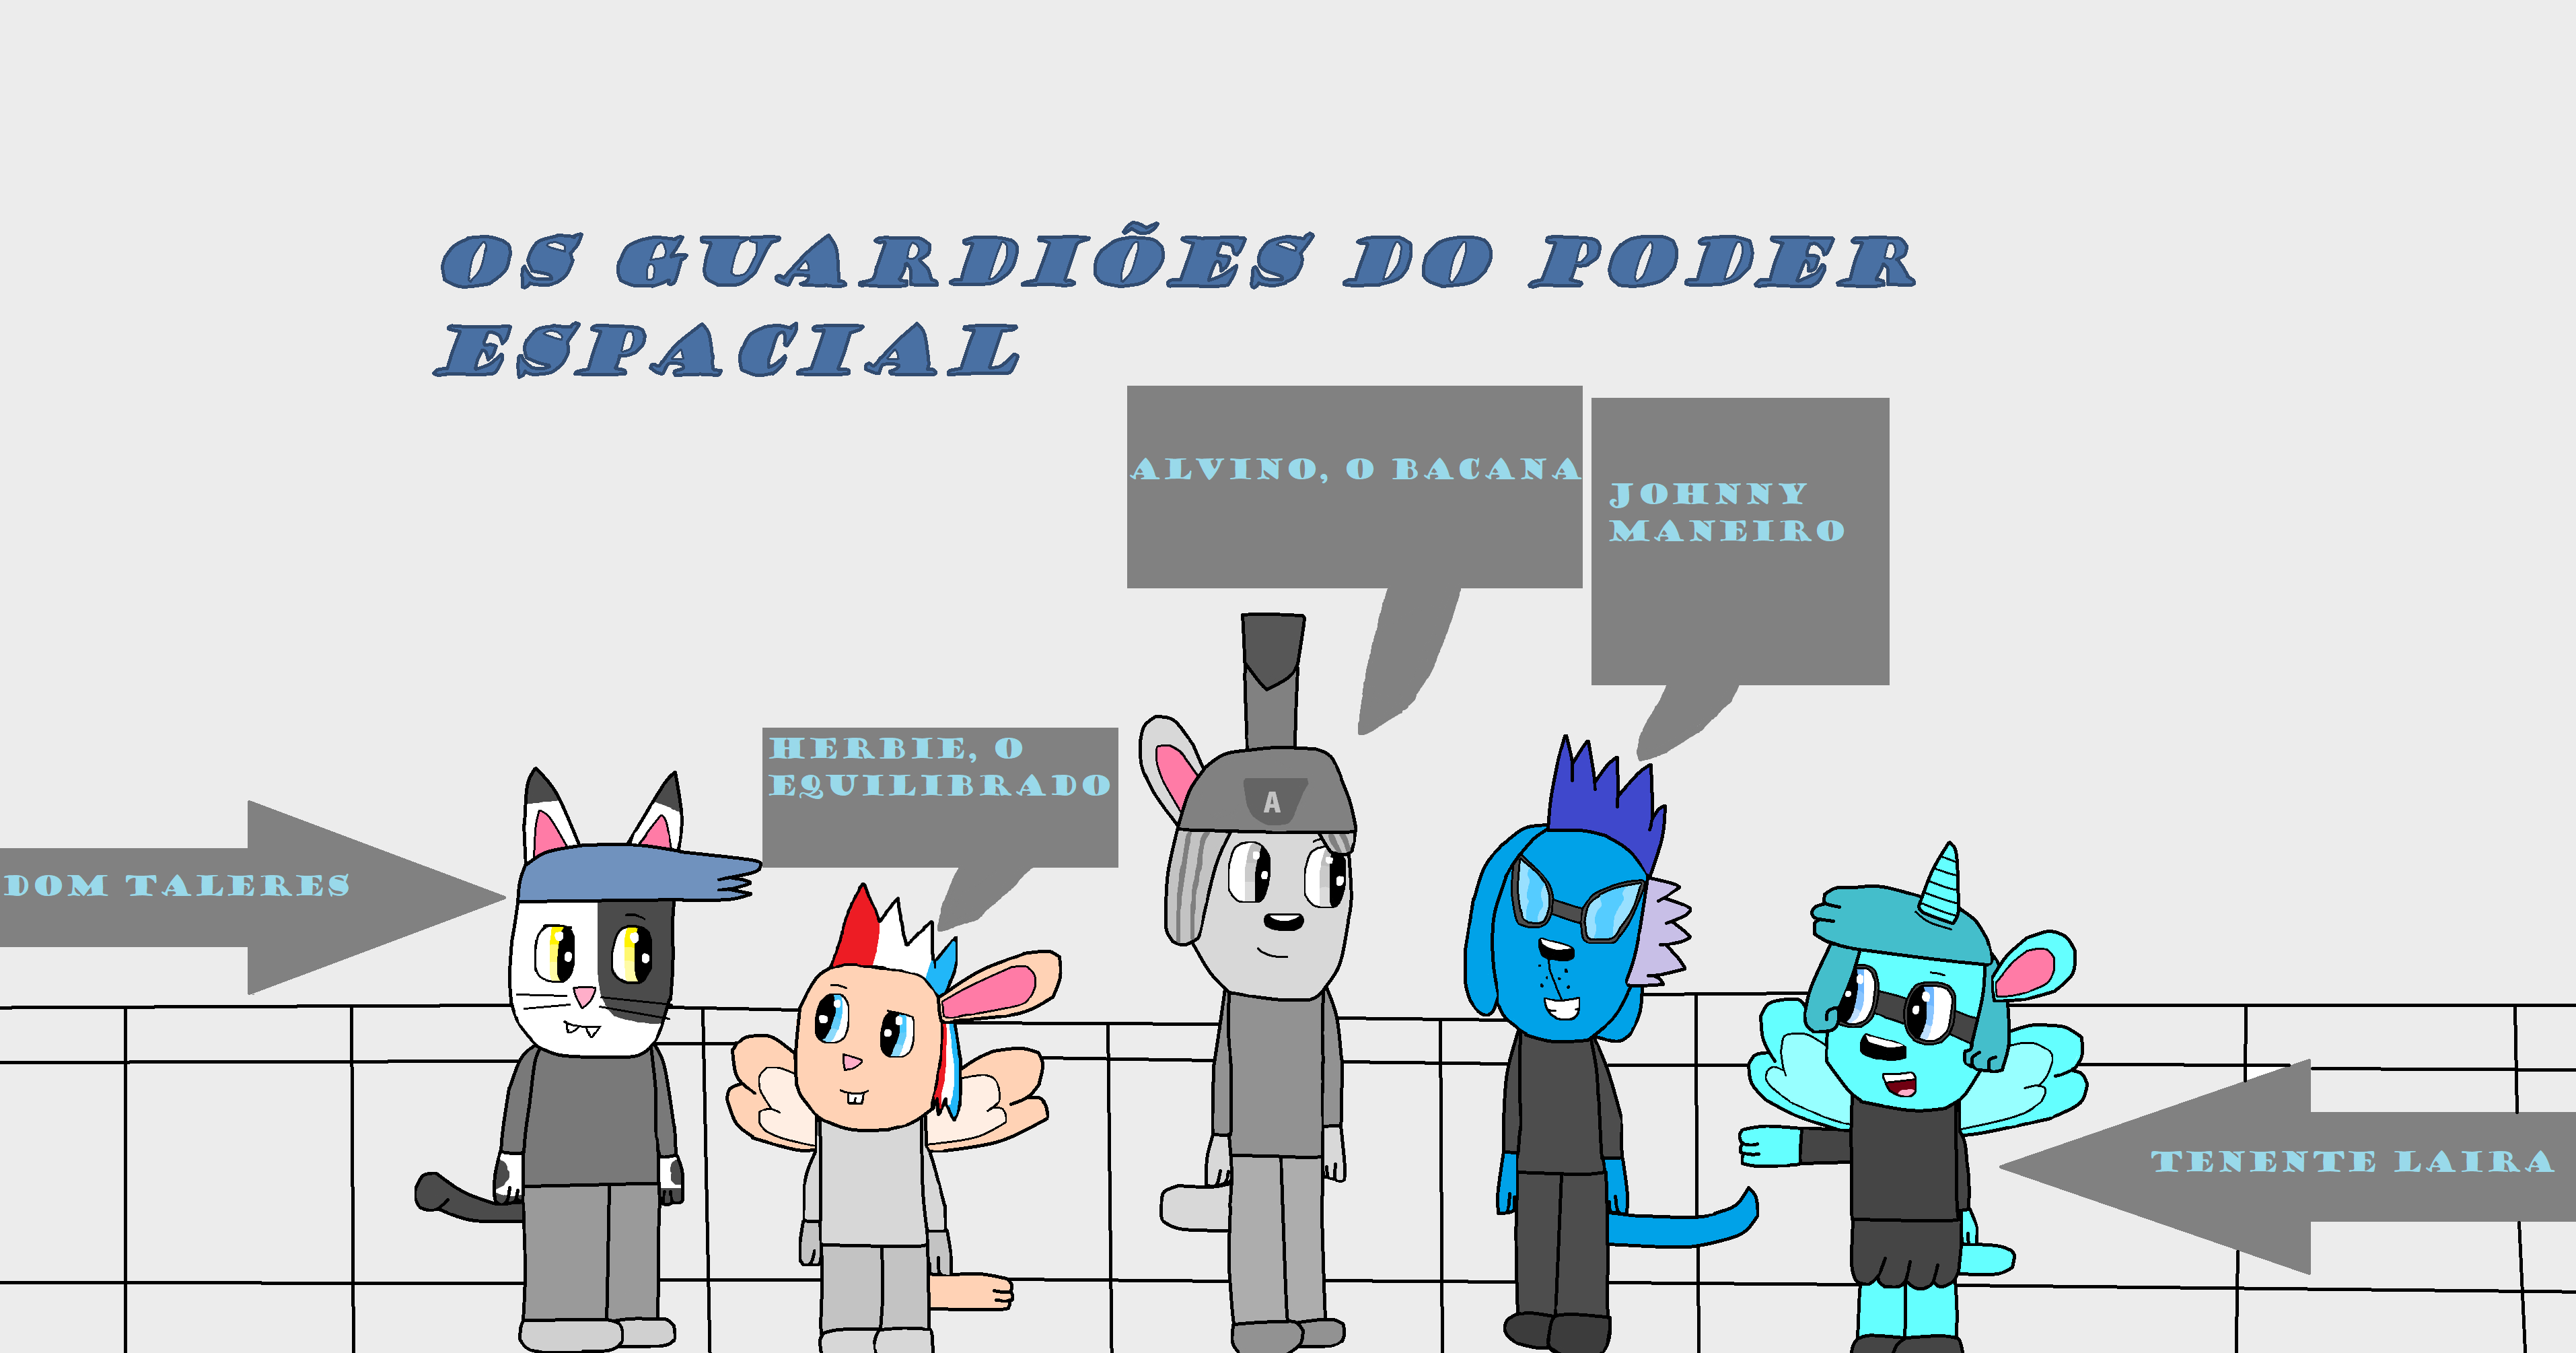 OS GUARDIÕES DO PODER
ESPACIAL
ALVINO, O BACANA
JOHNNY
MANEIRO
HERBIE, O
EQUILIBRADO
A
DOM TALERES
TENENTE LAIRA